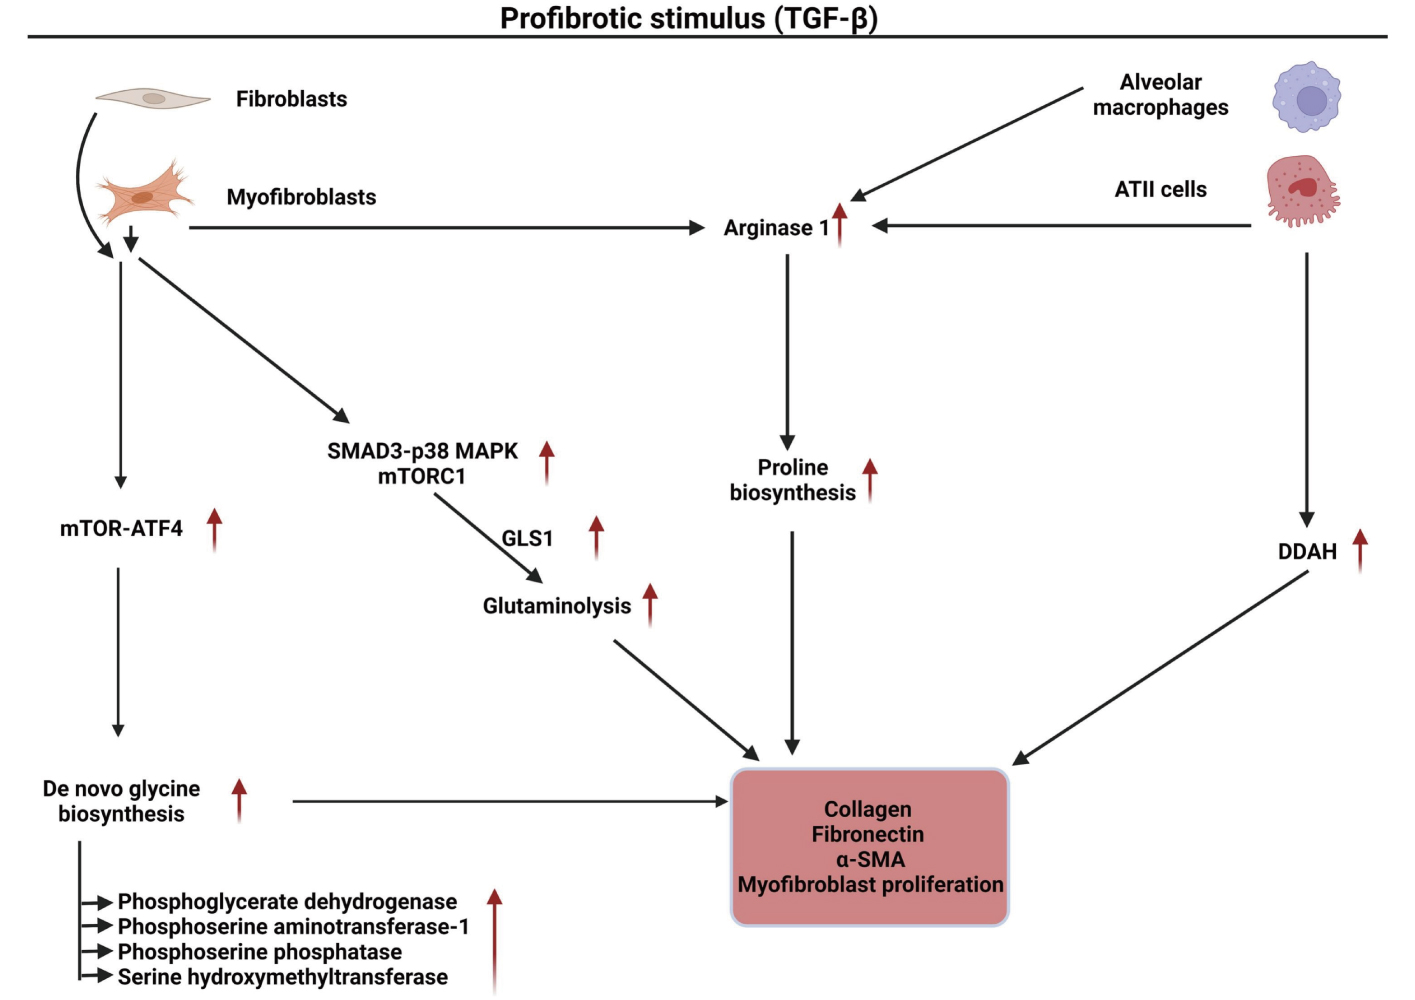 Profibrotic stimulus (TGF-β)
Fibroblasts
Alveolar
macrophages
Myofibroblasts
ATII cells
Arginase 1
SMAD3-p38 MAPK
mTORC1
Proline
biosynthesis
mTOR-ATF4
GLS1
DDAH
Glutaminolysis
De novo glycine
biosynthesis
Collagen
Fibronectin
α-SMA
Myofibroblast proliferation
Phosphoglycerate dehydrogenase
Phosphoserine aminotransferase-1
Phosphoserine phosphatase
Serine hydroxymethyltransferase